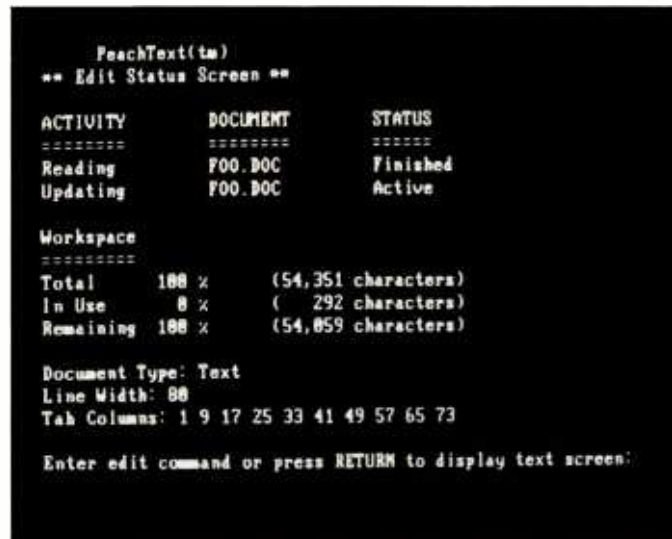 PeachText(tm)
** Edit Status Screen **
ACTIVITY DOCUMENT STATUS
======== ======== ======
Reading FOO.DOC Finished
Updating FOO.DOC Active
Workspace
=========
Total 100 % (54,351 characters)
In Use 0 % ( 292 characters)
Remaining 100 % (54,059 characters)
Document Type: Text
Line Width: 80
Tab Columns: 1 9 17 25 33 41 49 57 65 73
Enter edit command or press RETURN to display text screen: